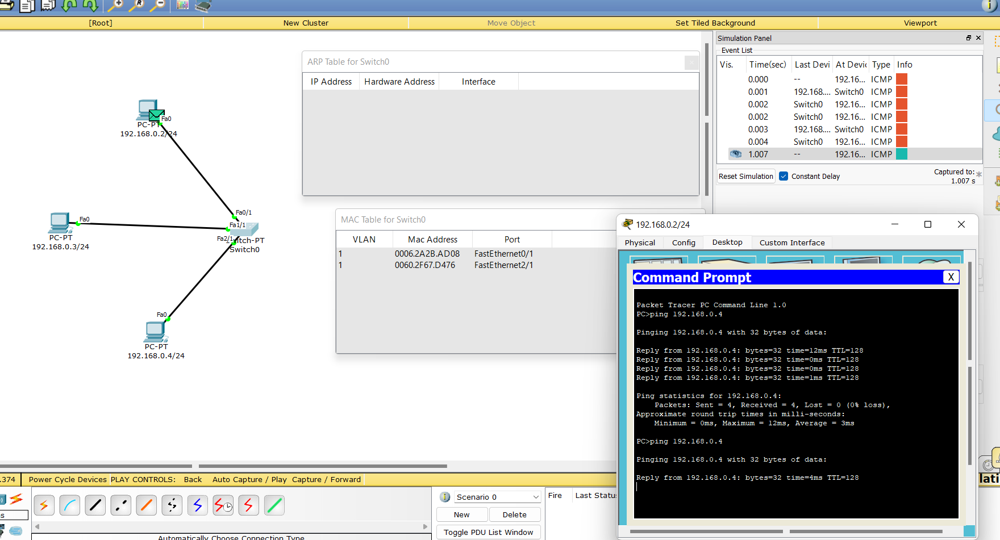 [Root]
New Cluster
Move Object
Set Tiled Background
Viewport
ARP Table for Switch0
IP Address Hardware Address Interface
Simulation Panel
Event List
Vis. Time(sec) Last Devi At Devic Type Info
0.000 -- 192.16... ICMP
0.001 192.168.... Switch0 ICMP
0.002 Switch0 192.16... ICMP
0.002 Switch0 192.16... ICMP
0.003 192.168.... Switch0 ICMP
0.004 Switch0 192.16... ICMP
1.007 -- 192.16... ICMP
Reset Simulation Constant Delay
Captured to:
1.007 s
Fa0
PC-PT
192.168.0.2/24
Fa0/1
Fa0
Fa1/1
PC-PT
192.168.0.3/24
Fa2/1
witch-PT
Switch0
Fa0
PC-PT
192.168.0.4/24
MAC Table for Switch0
VLAN Mac Address Port
1 0006.2A2B.AD08 FastEthernet0/1
1 0060.2F67.D476 FastEthernet2/1
192.168.0.2/24
Physical Config Desktop Custom Interface
Command Prompt X
Packet Tracer PC Command Line 1.0
PC>ping 192.168.0.4
Pinging 192.168.0.4 with 32 bytes of data:
Reply from 192.168.0.4: bytes=32 time=12ms TTL=128
Reply from 192.168.0.4: bytes=32 time=0ms TTL=128
Reply from 192.168.0.4: bytes=32 time=0ms TTL=128
Reply from 192.168.0.4: bytes=32 time=1ms TTL=128
Ping statistics for 192.168.0.4:
Packets: Sent = 4, Received = 4, Lost = 0 (0% loss),
Approximate round trip times in milli-seconds:
Minimum = 0ms, Maximum = 12ms, Average = 3ms
PC>ping 192.168.0.4
Pinging 192.168.0.4 with 32 bytes of data:
Reply from 192.168.0.4: bytes=32 time=4ms TTL=128
.374 Power Cycle Devices PLAY CONTROLS: Back Auto Capture / Play Capture / Forward
lati
Scenario 0
Fire Last Statu
New Delete
Toggle PDU List Window
s
Automatically Choose Connection Type